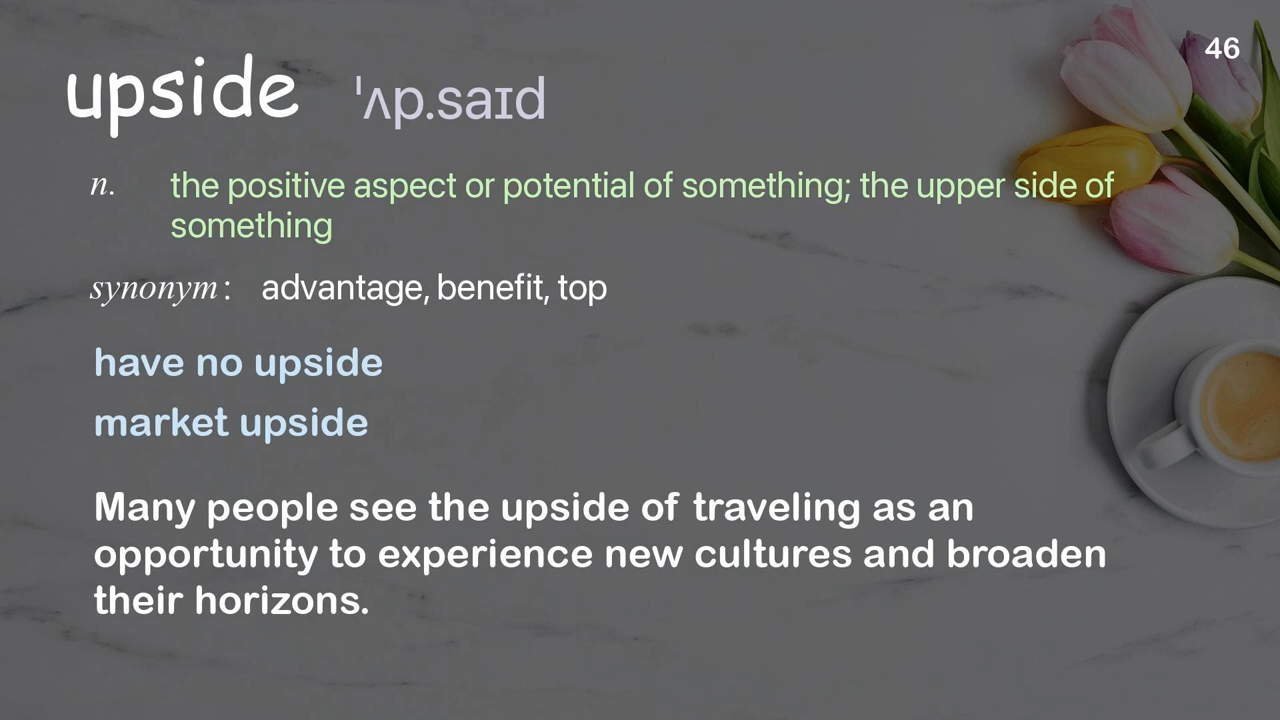 46
upside ˈʌp.saɪd
n. the positive aspect or potential of something; the upper side of
something
synonym: advantage, benefit, top
have no upside
market upside
Many people see the upside of traveling as an
opportunity to experience new cultures and broaden
their horizons.